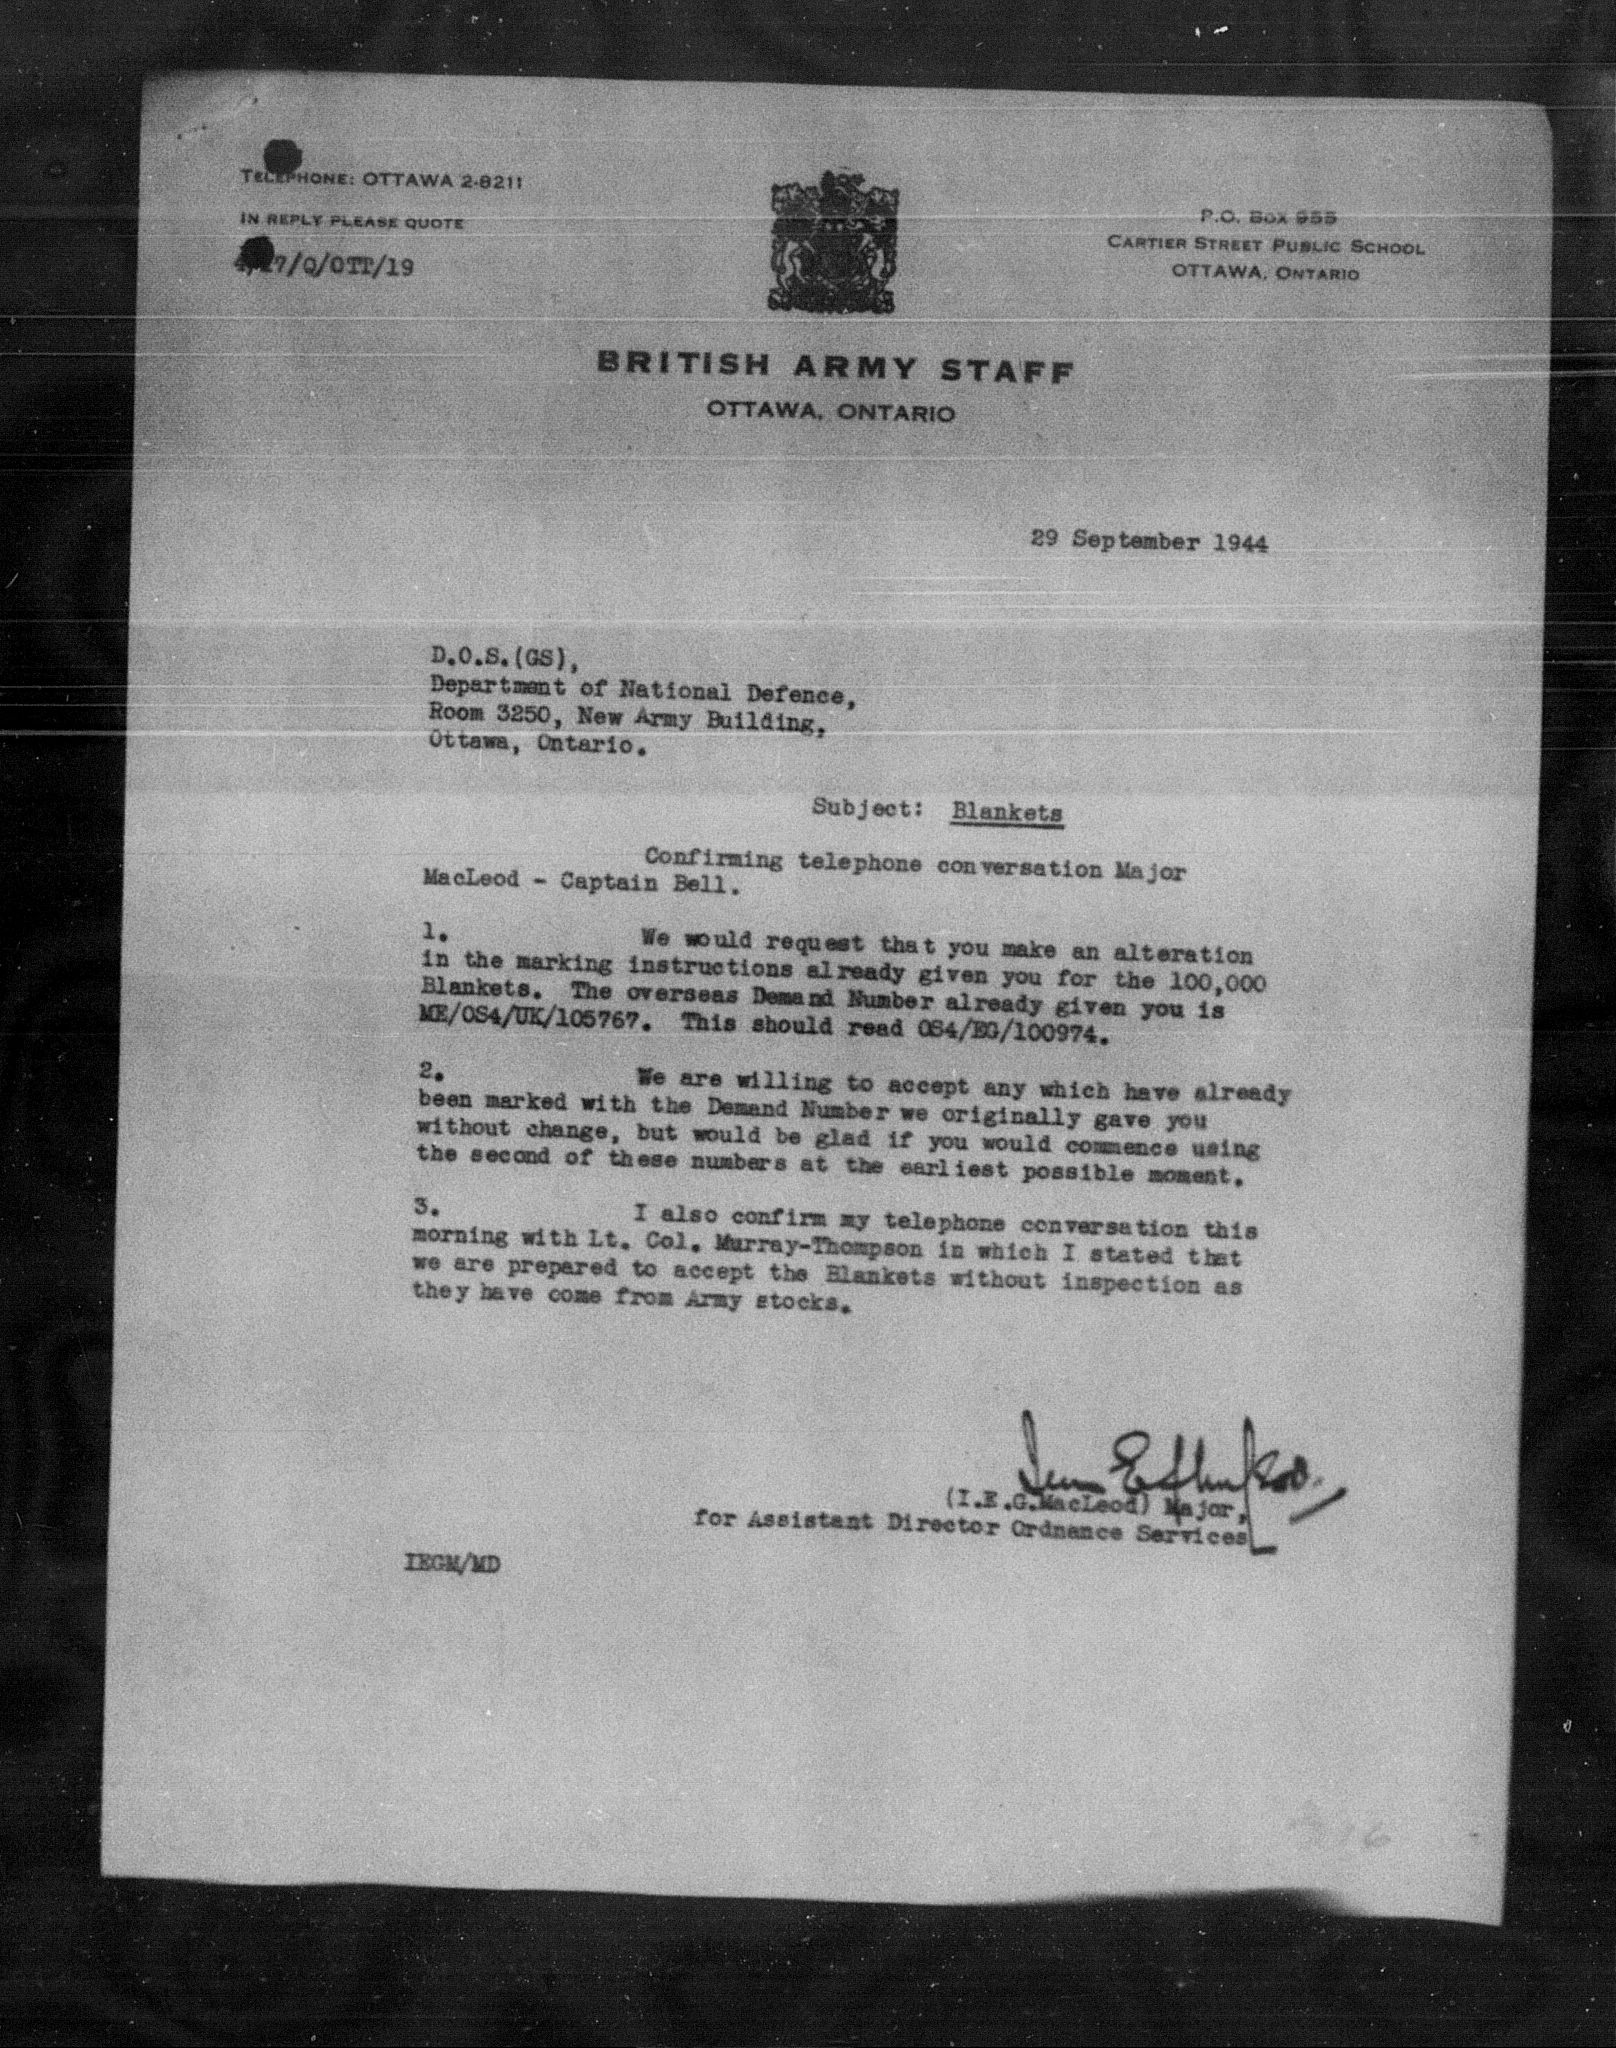 TELEPHONE: OTTAWA 2-8211
IN REPLY PLEASE QUOTE
4/17/Q/OTT/19
P.O. BOX 955
CARTIER STREET PUBLIC SCHOOL
OTTAWA, ONTARIO
BRITISH ARMY STAFF
OTTAWA, ONTARIO
29 September 1944
D.O.S.(GS),
Department of National Defence,
Room 3250, New Army Building,
Ottawa, Ontario.
Subject: Blankets
Confirming telephone conversation Major
MacLeod - Captain Bell.
1. We would request that you make an alteration
in the marking instructions already given you for the 100,000
Blankets. The overseas Demand Number already given you is
ME/OS4/UK/105767. This should read OS4/EG/100974.
2. We are willing to accept any which have already
been marked with the Demand Number we originally gave you
without change, but would be glad if you would commence using
the second of these numbers at the earliest possible moment.
3. I also confirm my telephone conversation this
morning with Lt. Col. Murray-Thompson in which I stated that
we are prepared to accept the Blankets without inspection as
they have come from Army stocks.
(I.E.G.MacLeod) Major,
for Assistant Director Ordnance Services
IEGM/MD